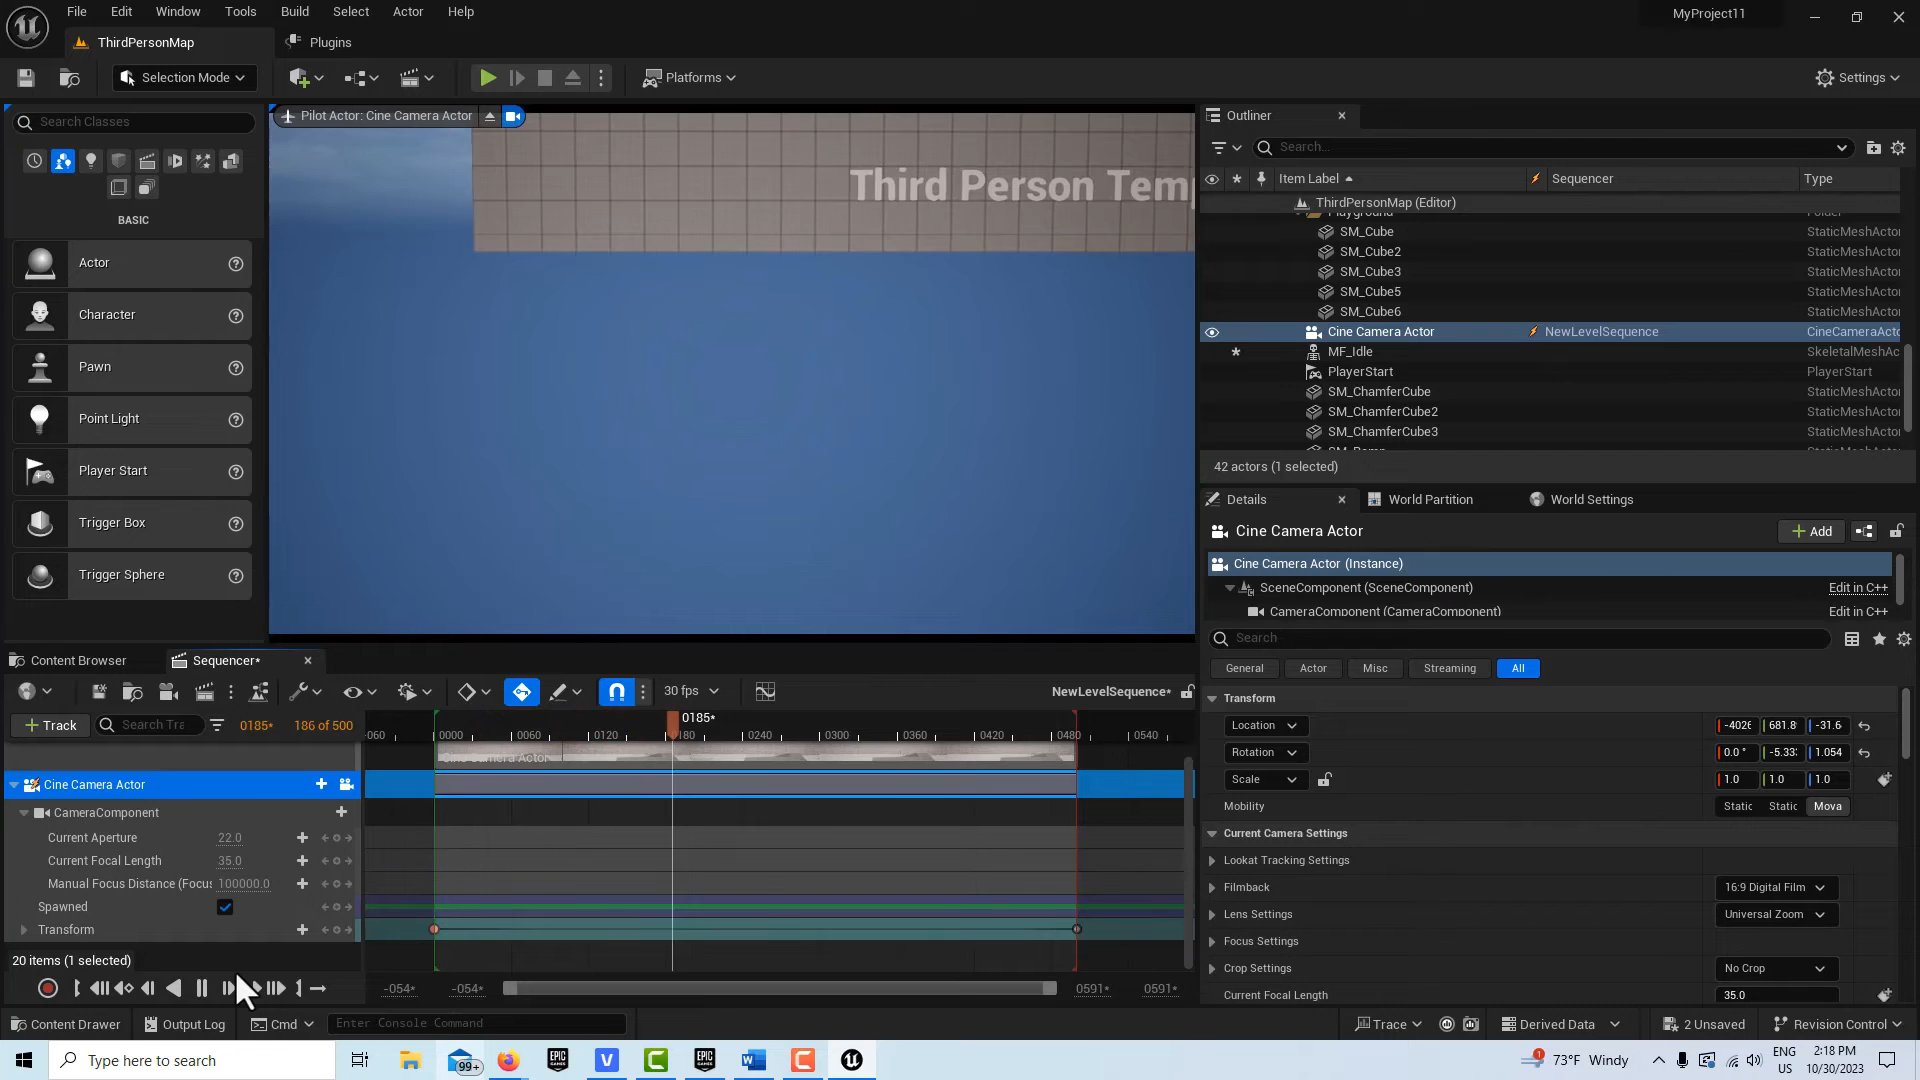 File Edit Window Tools Build Select Actor Help
MyProject11
ThirdPersonMap
Plugins
Selection Mode
Platforms
Settings
Search Classes
BASIC
Actor
Character
Pawn
Point Light
Player Start
Trigger Box
Trigger Sphere
Pilot Actor: Cine Camera Actor
Third Person Temp
Outliner
Search...
Item Label
Sequencer
Type
ThirdPersonMap (Editor)
Playground
Folder
SM_Cube
StaticMeshActor
SM_Cube2
StaticMeshActor
SM_Cube3
StaticMeshActor
SM_Cube5
StaticMeshActor
SM_Cube6
StaticMeshActor
Cine Camera Actor
NewLevelSequence
CineCameraActo
MF_Idle
SkeletalMeshAc
PlayerStart
PlayerStart
SM_ChamferCube
StaticMeshActor
SM_ChamferCube2
StaticMeshActor
SM_ChamferCube3
StaticMeshActor
42 actors (1 selected)
Details
World Partition
World Settings
Cine Camera Actor
Add
Cine Camera Actor (Instance)
SceneComponent (SceneComponent)
Edit in C++
CameraComponent (CameraComponent)
Edit in C++
Search
General Actor Misc Streaming All
Transform
Location
-4026 681.8 -31.6
Rotation
0.0 ° -5.33 1.054
Scale
1.0 1.0 1.0
Mobility
Static Static Mova
Current Camera Settings
Lookat Tracking Settings
Filmback
16:9 Digital Film
Lens Settings
Universal Zoom
Focus Settings
Crop Settings
No Crop
Current Focal Length
35.0
Content Browser
Sequencer*
30 fps
NewLevelSequence*
Track
Search Tra
0185*
186 of 500
0185*
-060 0000 0060 0120 0180 0240 0300 0360 0420 0480 0540
Cine Camera Actor
Cine Camera Actor
CameraComponent
Current Aperture
22.0
Current Focal Length
35.0
Manual Focus Distance (Focus
100000.0
Spawned
Transform
20 items (1 selected)
-054* -054* 0591* 0591*
Content Drawer
Output Log
Cmd
Enter Console Command
Trace
Derived Data
2 Unsaved
Revision Control
Type here to search
99+
EPIC GAMES
V
C
EPIC GAMES
W
C
1
73°F Windy
ENG
US
2:18 PM
10/30/2023